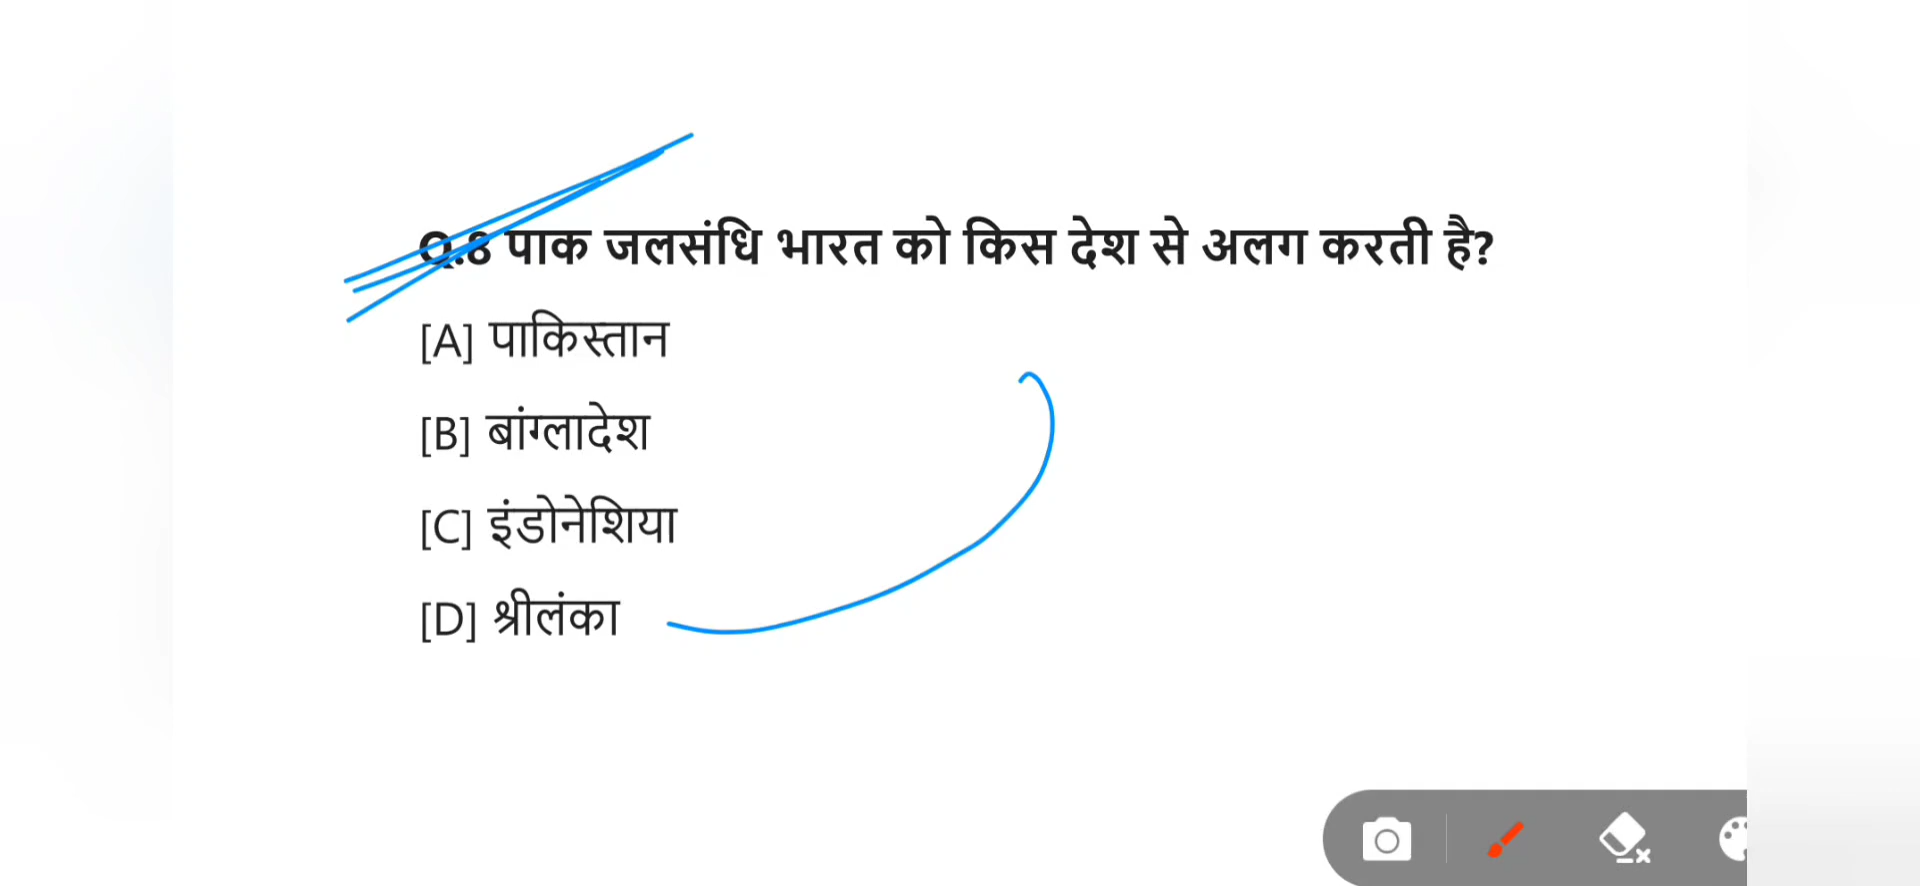 Q.8 पाक जलसंधि भारत को किस देश से अलग करती है?
[A] पाकिस्तान
[B] बांग्लादेश
[C] इंडोनेशिया
[D] श्रीलंका